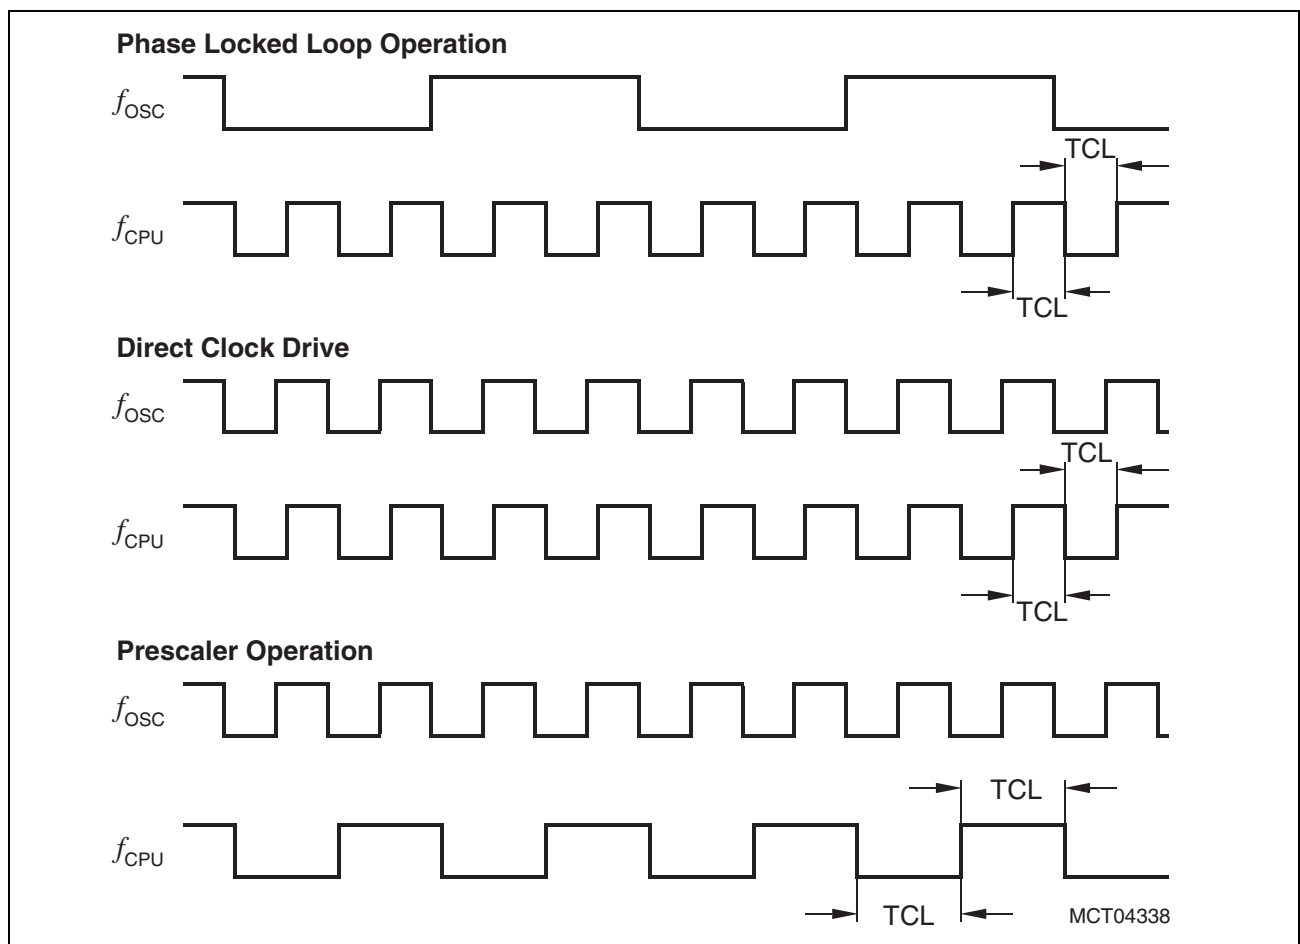 Phase Locked Loop Operation
fOSC
TCL
fCPU
TCL
Direct Clock Drive
fOSC
TCL
fCPU
TCL
Prescaler Operation
fOSC
TCL
fCPU
TCL
MCT04338